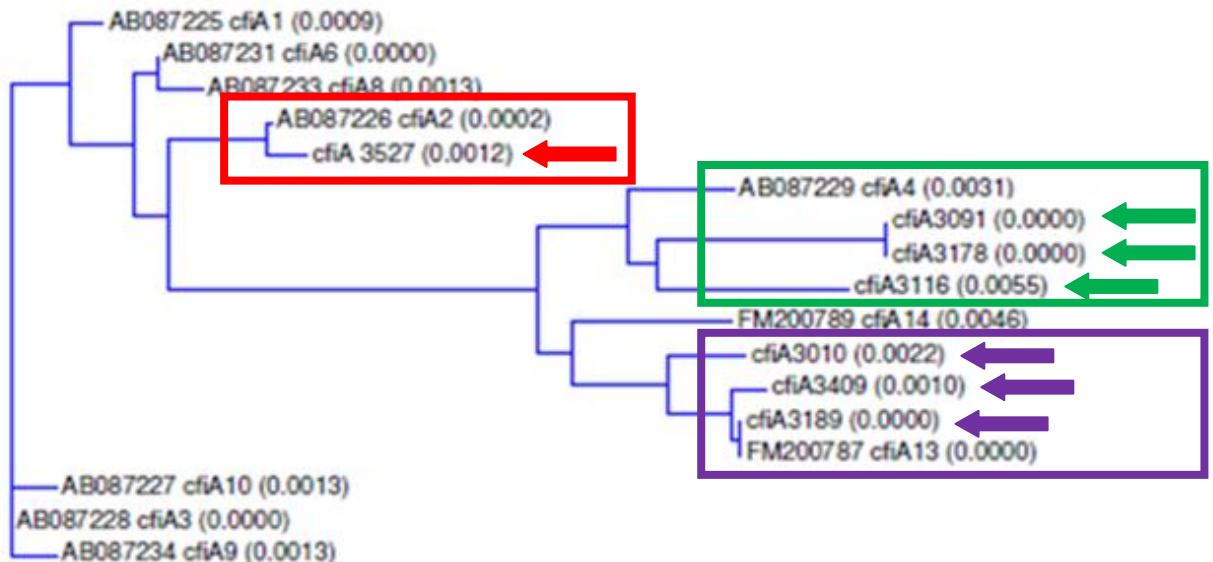 AB087225 cfiA1 (0.0009)
AB087231 cfiA6 (0.0000)
AB087233 cfiA8 (0.0013)
AB087226 cfiA2 (0.0002)
cfiA 3527 (0.0012)
AB087229 cfiA4 (0.0031)
cfiA3091 (0.0000)
cfiA3178 (0.0000)
cfiA3116 (0.0055)
FM200789 cfiA14 (0.0046)
cfiA3010 (0.0022)
cfiA3409 (0.0010)
cfiA3189 (0.0000)
FM200787 cfiA13 (0.0000)
AB087227 cfiA10 (0.0013)
AB087228 cfiA3 (0.0000)
AB087234 cfiA9 (0.0013)